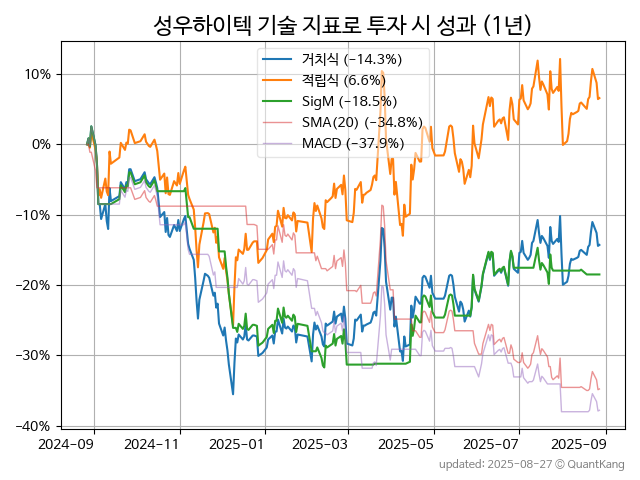 성우하이텍 기술 지표로 투자 시 성과 (1년)
거치식 (−14.3%)
적립식 (6.6%)
SigM (−18.5%)
SMA(20) (−34.8%)
MACD (−37.9%)
10%
0%
−10%
−20%
−30%
−40%
2024-09
2024-11
2025-01
2025-03
2025-05
2025-07
2025-09
updated: 2025-08-27 © QuantKang